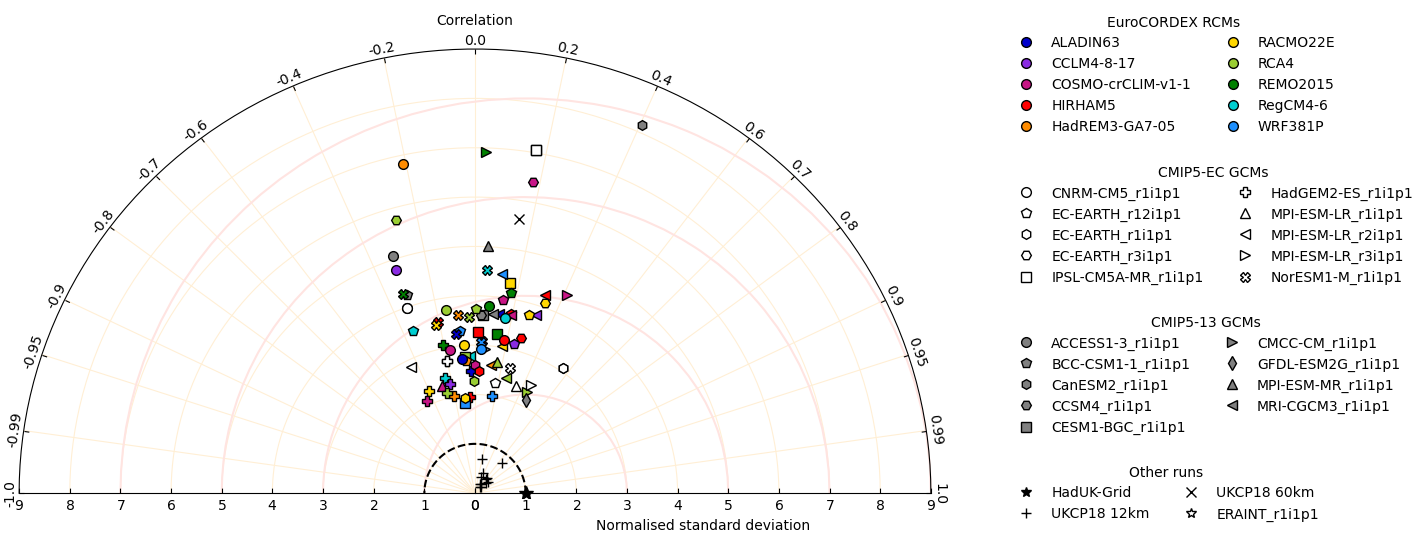 Correlation
-1.0
-0.99
-0.95
-0.9
-0.8
-0.7
-0.6
-0.4
-0.2
0.0
0.2
0.4
0.6
0.7
0.8
0.9
0.95
0.99
1.0
9 8 7 6 5 4 3 2 1 0 1 2 3 4 5 6 7 8 9
Normalised standard deviation
EuroCORDEX RCMs
ALADIN63 RACMO22E
CCLM4-8-17 RCA4
COSMO-crCLIM-v1-1 REMO2015
HIRHAM5 RegCM4-6
HadREM3-GA7-05 WRF381P
CMIP5-EC GCMs
CNRM-CM5_r1i1p1 HadGEM2-ES_r1i1p1
EC-EARTH_r12i1p1 MPI-ESM-LR_r1i1p1
EC-EARTH_r1i1p1 MPI-ESM-LR_r2i1p1
EC-EARTH_r3i1p1 MPI-ESM-LR_r3i1p1
IPSL-CM5A-MR_r1i1p1 NorESM1-M_r1i1p1
CMIP5-13 GCMs
ACCESS1-3_r1i1p1 CMCC-CM_r1i1p1
BCC-CSM1-1_r1i1p1 GFDL-ESM2G_r1i1p1
CanESM2_r1i1p1 MPI-ESM-MR_r1i1p1
CCSM4_r1i1p1 MRI-CGCM3_r1i1p1
CESM1-BGC_r1i1p1
Other runs
HadUK-Grid UKCP18 60km
UKCP18 12km ERAINT_r1i1p1